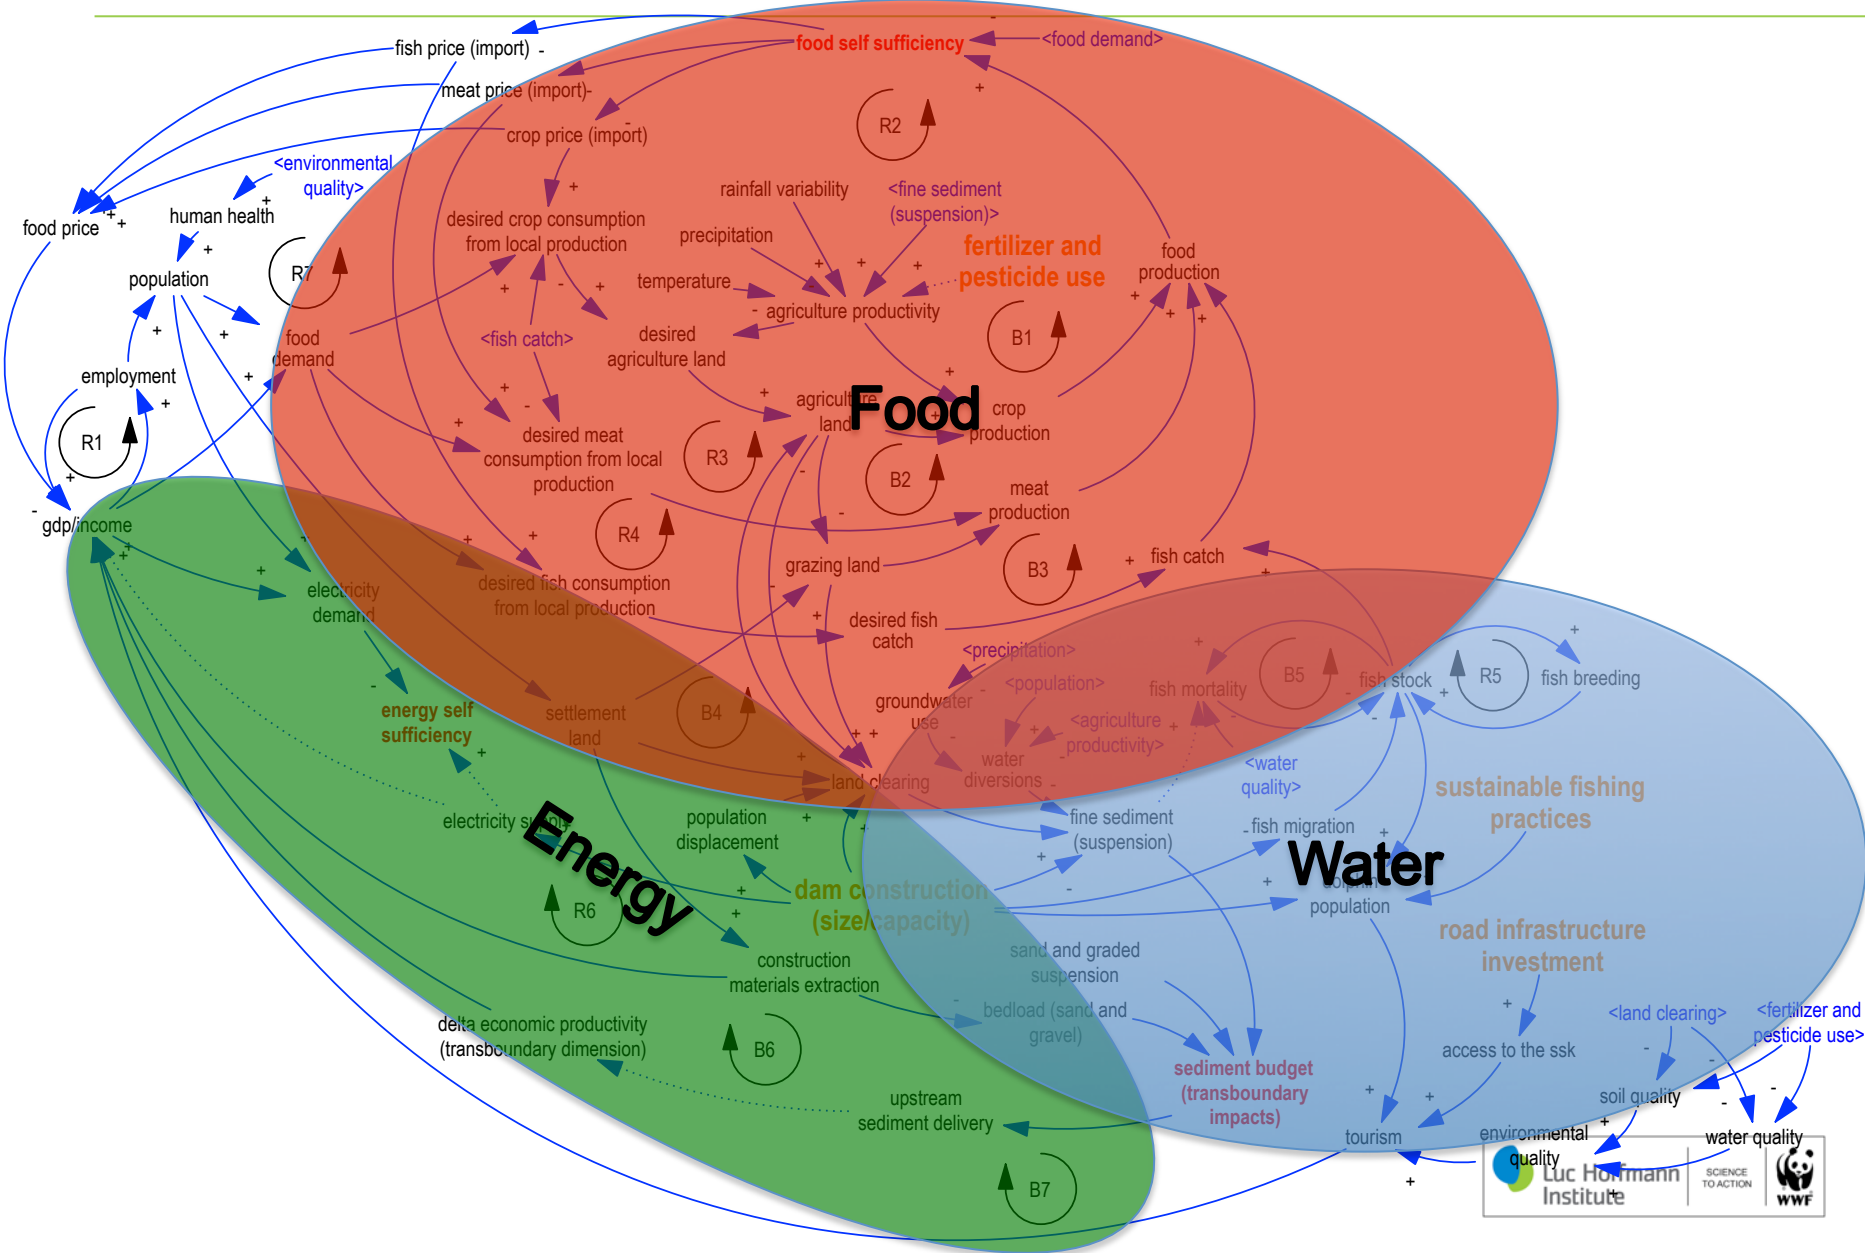 fish price (import)
meat price (import)
crop price (import)
food self sufficiency
<food demand>
R2
<environmental
quality>
human health
food price
population
R7
rainfall variability
<fine sediment
(suspension)>
desired crop consumption
from local production
precipitation
fertilizer and
pesticide use
temperature
agriculture productivity
food
production
B1
food
demand
<fish catch>
desired
agriculture land
employment
R1
agriculture
land
Food
crop
production
desired meat
consumption from local
production
R3
B2
R4
meat
production
B3
gdp/income
grazing land
fish catch
electricity
demand
desired fish consumption
from local production
desired fish
catch
<precipitation>
<population>
groundwater
use
<agriculture
productivity>
water
diversions
fish mortality
B5
fish stock
R5
fish breeding
energy self
sufficiency
settlement
land
B4
land clearing
<water
quality>
sustainable fishing
practices
electricity supply
Energy
population
displacement
fine sediment
(suspension)
fish migration
Water
dolphin
population
R6
dam construction
(size/capacity)
road infrastructure
investment
construction
materials extraction
sand and graded
suspension
bedload (sand and
gravel)
delta economic productivity
(transboundary dimension)
B6
<land clearing>
<fertilizer and
pesticide use>
access to the ssk
sediment budget
(transboundary
impacts)
soil quality
upstream
sediment delivery
tourism
environmental
quality
water quality
B7
Luc Hoffmann
Institute
SCIENCE
TO ACTION
WWF